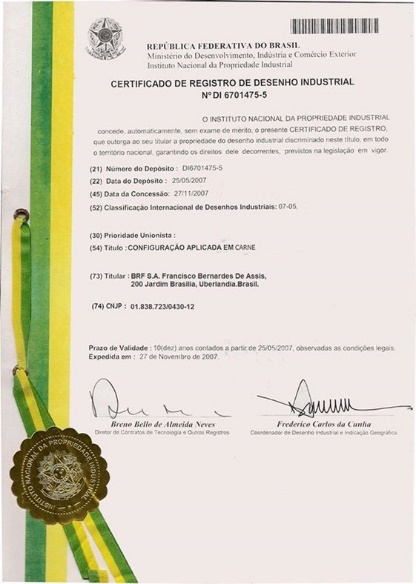 REPÚBLICA FEDERATIVA DO BRASIL
Ministério do Desenvolvimento, Indústria e Comércio Exterior
Instituto Nacional da Propriedade Industrial
CERTIFICADO DE REGISTRO DE DESENHO INDUSTRIAL
Nº DI 6701475-5
O INSTITUTO NACIONAL DA PROPRIEDADE INDUSTRIAL
concede, automaticamente, sem exame de mérito, o presente CERTIFICADO DE REGISTRO,
que outorga ao seu titular a propriedade do desenho industrial discriminado neste título, em todo
o território nacional, garantindo os direitos dele decorrentes, previstos na legislação em vigor.
(21) Número do Depósito : DI6701475-5
(22) Data do Depósito : 25/05/2007
(45) Data da Concessão: 27/11/2007
(52) Classificação Internacional de Desenhos Industriais: 07-05.
(30) Prioridade Unionista :
(54) Título : CONFIGURAÇÃO APLICADA EM CARNE
(73) Titular : BRF S.A. Francisco Bernardes De Assis,
200 Jardim Brasilia, Uberlandia.Brasil.
(74) CNPJ : 01.838.723/0430-12
Prazo de Validade : 10(dez) anos contados a partir de 25/05/2007, observadas as condições legais.
Expedida em : 27 de Novembro de 2007.
Breno Bello de Almeida Neves
Diretor de Contratos de Tecnologia e Outros Registros
Frederico Carlos da Cunha
Coordenador de Desenho Industrial e Indicação Geográfica
INSTITUTO NACIONAL DA PROPRIEDADE INDUSTRIAL